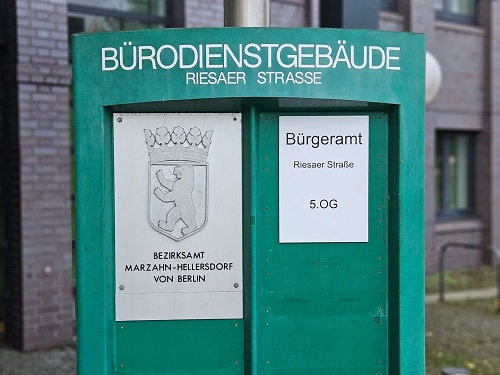 BÜRODIENSTGEBÄUDE
RIESAER STRASSE
BEZIRKSAMT
MARZAHN-HELLERSDORF
VON BERLIN
Bürgeramt
Riesaer Straße
5.OG